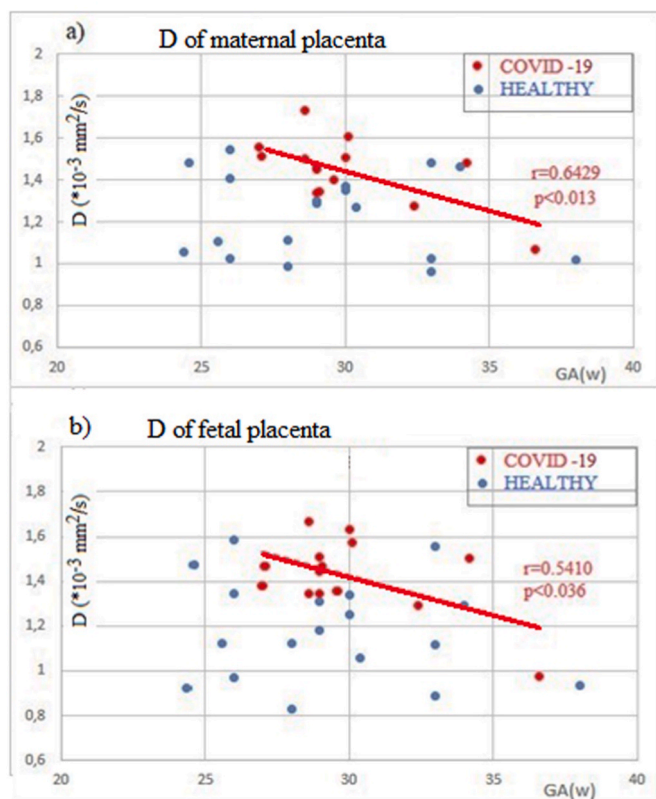 a) D of maternal placenta
COVID -19
HEALTHY
D (*10⁻³ mm²/s)
2
1,8
1,6
1,4
1,2
1
0,8
0,6
r=0.6429
p<0.013
20 25 30 35 40
GA(w)
b) D of fetal placenta
COVID -19
HEALTHY
D (*10⁻³ mm²/s)
2
1,8
1,6
1,4
1,2
1
0,8
0,6
r=0.5410
p<0.036
20 25 30 35 40
GA(w)